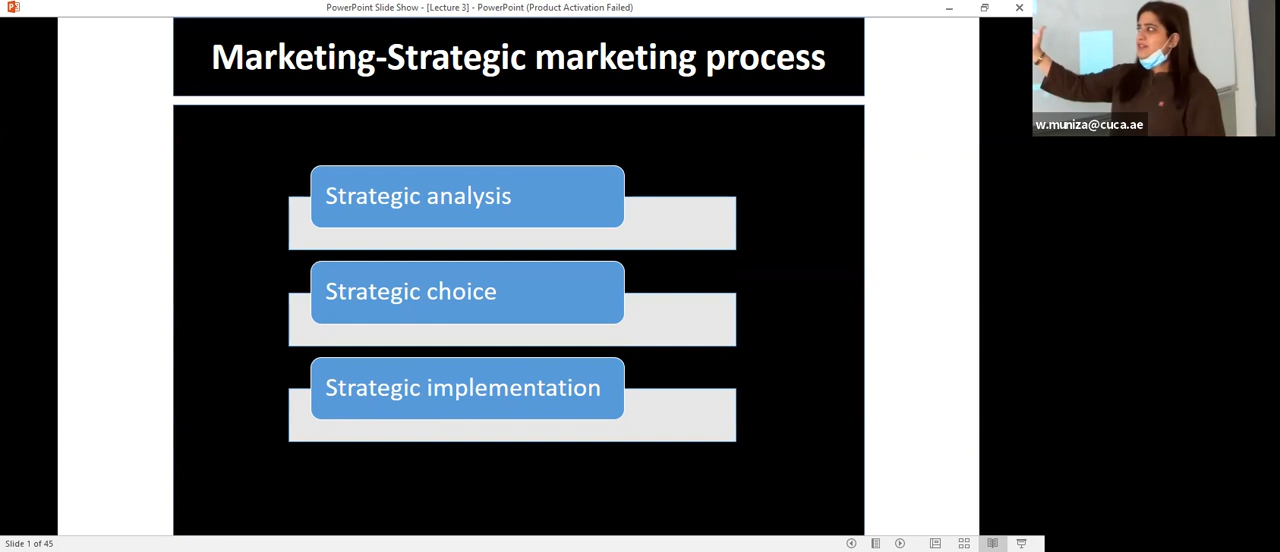 PowerPoint Slide Show - [Lecture 3] - PowerPoint (Product Activation Failed)
Marketing-Strategic marketing process
w.muniza@cuca.ae
Strategic analysis
Strategic choice
Strategic implementation
Slide 1 of 45